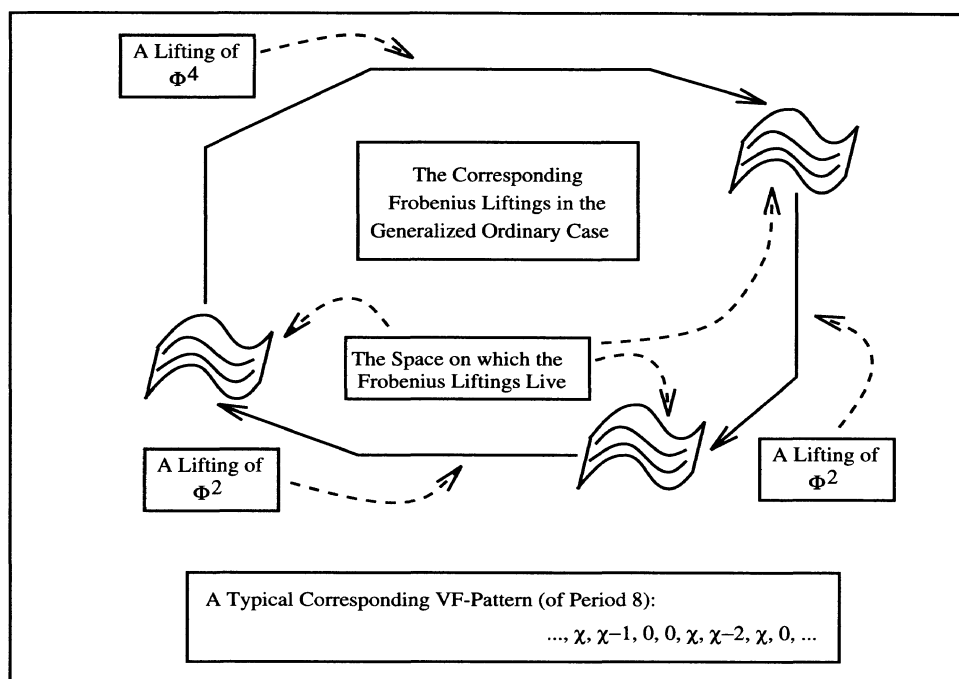 A Lifting of
Φ4
The Corresponding
Frobenius Liftings in the
Generalized Ordinary Case
The Space on which the
Frobenius Liftings Live
A Lifting of
Φ2
A Lifting of
Φ2
A Typical Corresponding VF-Pattern (of Period 8):
..., χ, χ−1, 0, 0, χ, χ−2, χ, 0, ...